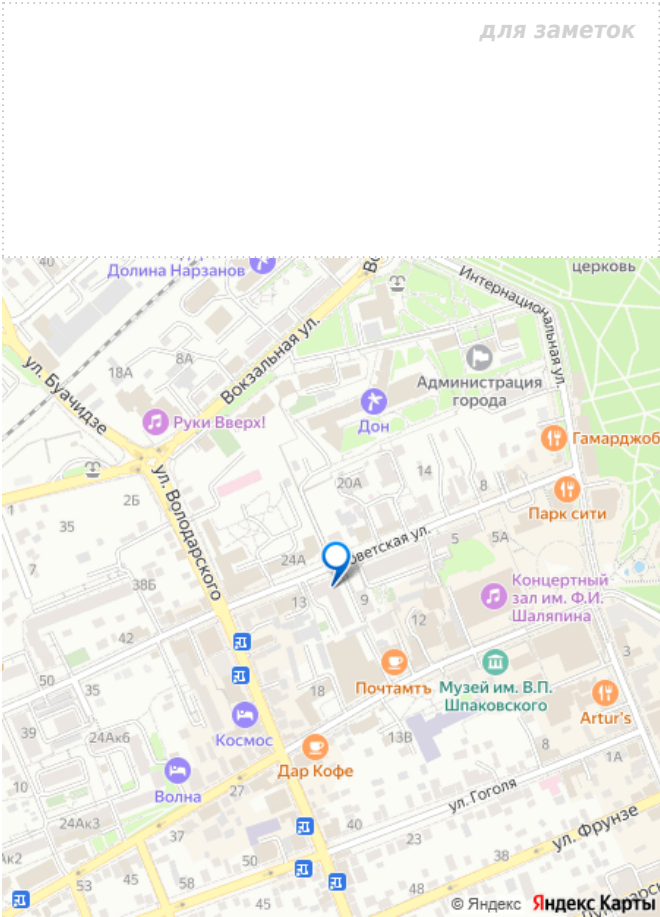 для заметок
40
Долина Нарзанов
Интернациональная ул.
церковь
ул. Буачидзе
18А
8А
Вокзальная ул.
Администрация
города
Руки Вверх!
Дон
Гамарджоб
14
20А
8
Парк сити
2Б
35
ул. Володарского
24А
Советская ул.
5
5А
7
38Б
13
9
Концертный
зал им. Ф.И.
Шаляпина
42
12
3
50
35
18
Почтамтъ
Музей им. В.П.
Шпаковского
39
24Ак6
Космос
13В
Artur's
8
1А
Дар Кофе
Волна
27
ул. Гоголя
24Ак3
37
50
40
23
ул. Фрунзе
Ак2
53
45
58
38
48
45
© Яндекс Яндекс Карты